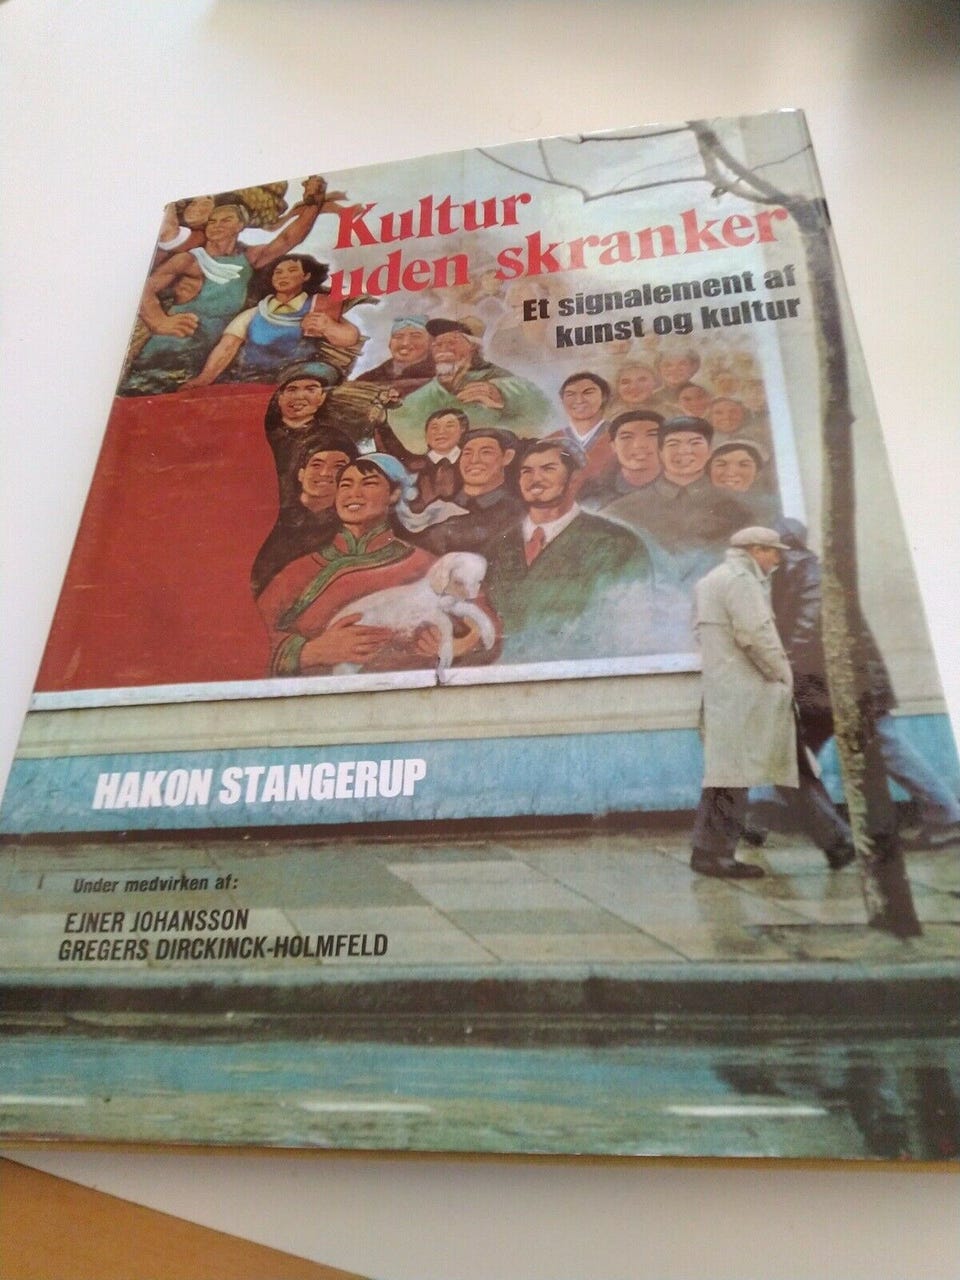 Kultur
uden skranker
Et signalement af
kunst og kultur
HAKON STANGERUP
Under medvirken af:
EJNER JOHANSSON
GREGERS DIRCKINCK-HOLMFELD